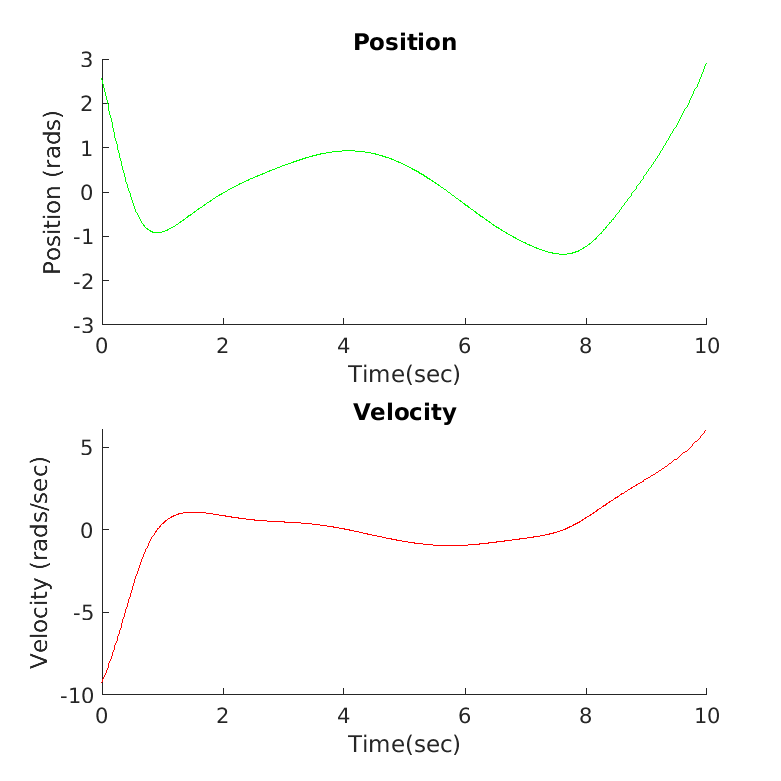 Position
3
2
1
0
-1
-2
-3
Position (rads)
0 2 4 6 8 10
Time(sec)
Velocity
5
0
-5
-10
Velocity (rads/sec)
0 2 4 6 8 10
Time(sec)